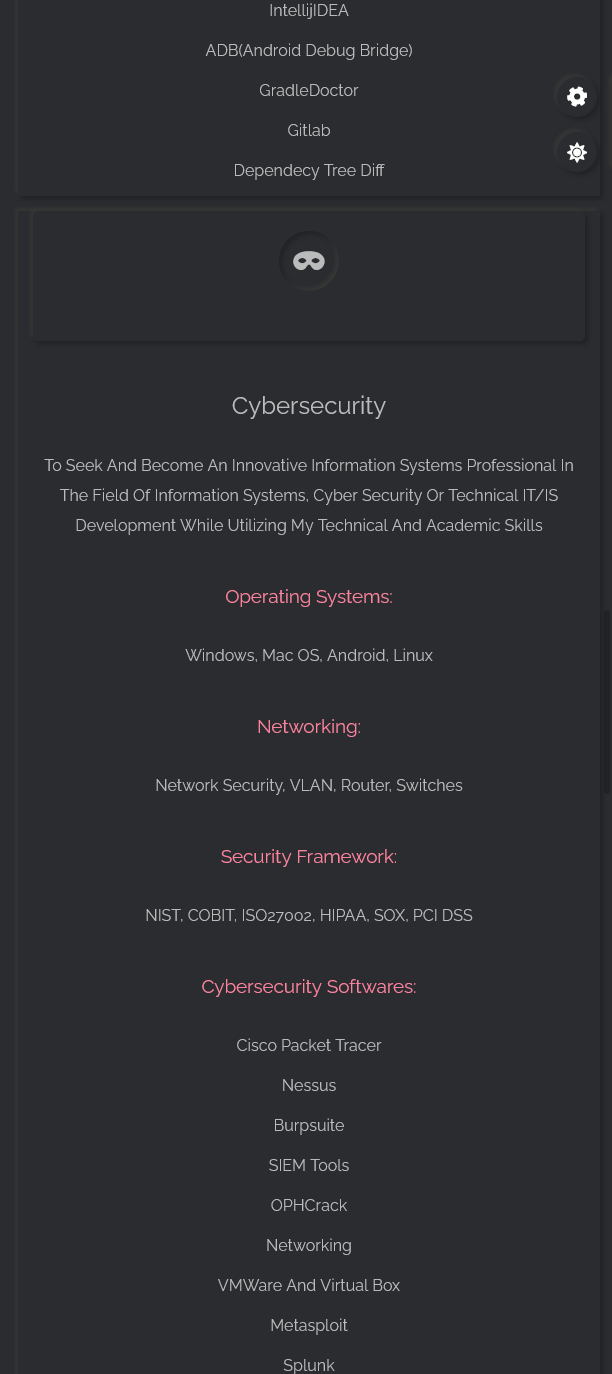 IntellijIDEA
ADB(Android Debug Bridge)
GradleDoctor
Gitlab
Dependecy Tree Diff
Cybersecurity
To Seek And Become An Innovative Information Systems Professional In
The Field Of Information Systems, Cyber Security Or Technical IT/IS
Development While Utilizing My Technical And Academic Skills
Operating Systems:
Windows, Mac OS, Android, Linux
Networking:
Network Security, VLAN, Router, Switches
Security Framework:
NIST, COBIT, ISO27002, HIPAA, SOX, PCI DSS
Cybersecurity Softwares:
Cisco Packet Tracer
Nessus
Burpsuite
SIEM Tools
OPHCrack
Networking
VMWare And Virtual Box
Metasploit
Splunk